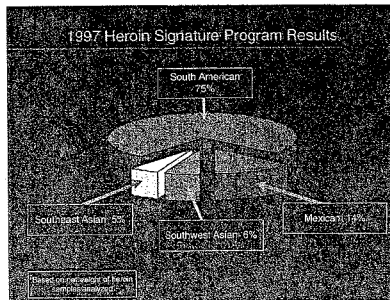 1997 Heroin Signature Program Results
South American
75%
Southeast Asian- 5%
Southwest Asian- 6%
Mexican 14%
*Based on net weight of heroin
samples analyzed